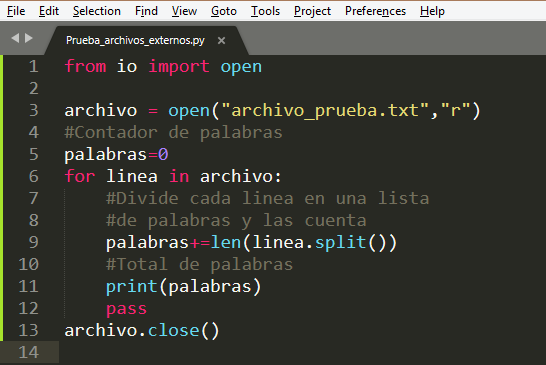 File Edit Selection Find View Goto Tools Project Preferences Help
Prueba_archivos_externos.py ×
1 from io import open
2
3 archivo = open("archivo_prueba.txt","r")
4 #Contador de palabras
5 palabras=0
6 for linea in archivo:
7 #Divide cada linea en una lista
8 #de palabras y las cuenta
9 palabras+=len(linea.split())
10 #Total de palabras
11 print(palabras)
12 pass
13 archivo.close()
14